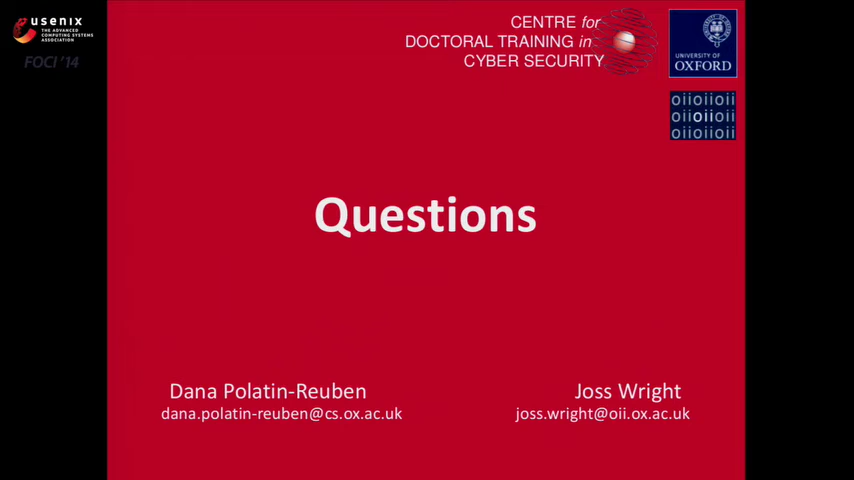 usenix
THE ADVANCED
COMPUTING SYSTEMS
ASSOCIATION
FOCI '14
CENTRE for
DOCTORAL TRAINING in
CYBER SECURITY
UNIVERSITY OF
OXFORD
oiioiioii
oiioiioii
oiioiioii
Questions
Dana Polatin-Reuben
dana.polatin-reuben@cs.ox.ac.uk
Joss Wright
joss.wright@oii.ox.ac.uk